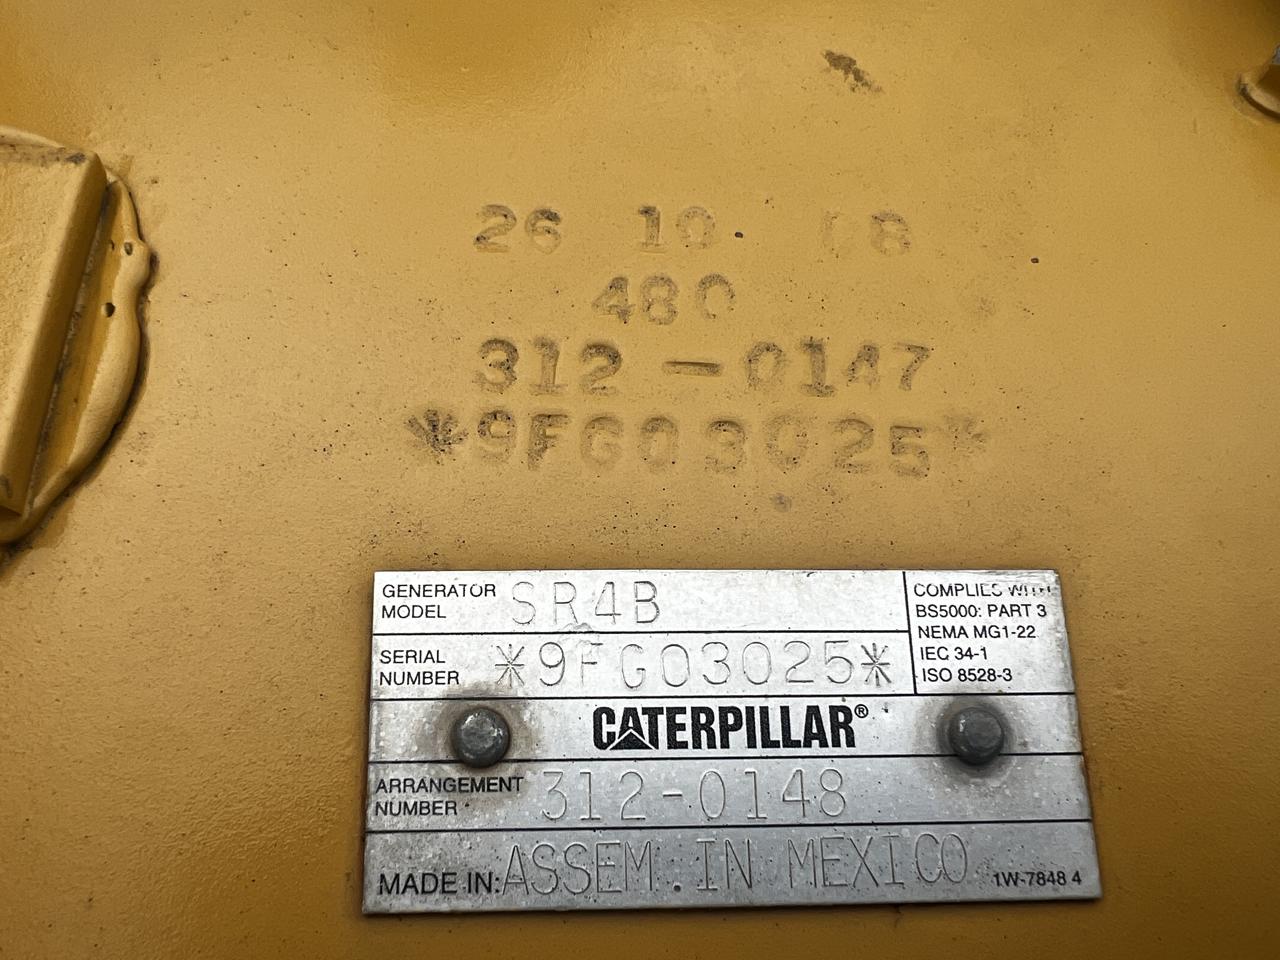 26 10 08
480
312-0147
*9FG03025*
GENERATOR MODEL SR4B
COMPLIES WITH
BS5000: PART 3
NEMA MG1-22
IEC 34-1
ISO 8528-3
SERIAL NUMBER *9FG03025*
CATERPILLAR®
ARRANGEMENT NUMBER 312-0148
MADE IN: ASSEM. IN MEXICO
1W-7848 4